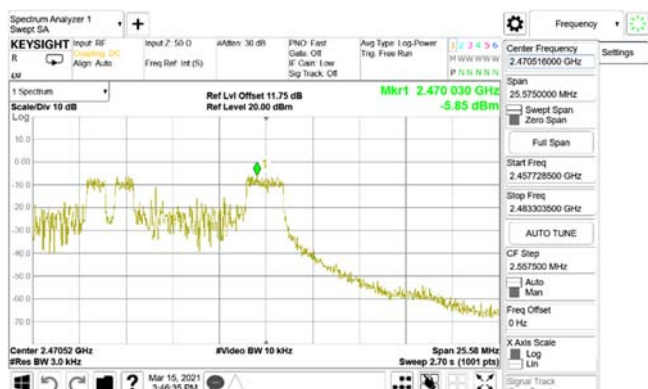 Spectrum Analyzer 1
Swept SA
Frequency
KEYSIGHT
Input: RF
Coupling: DC
Align: Auto
Input Z: 50 Ω
Freq Ref: Int (S)
#Atten: 30 dB
PNO: Fast
Gate: Off
IF Gain: Low
Sig Track: Off
Avg Type: Log-Power
Trig: Free Run
1 2 3 4 5 6
M W W W W W
P N N N N N
R
LXI
Center Frequency
2.470516000 GHz
Settings
Span
25.5750000 MHz
Swept Span
Zero Span
Full Span
Start Freq
2.457728500 GHz
Stop Freq
2.483303500 GHz
AUTO TUNE
CF Step
2.557500 MHz
Auto
Man
Freq Offset
0 Hz
X Axis Scale
Log
Lin
Signal Track
1 Spectrum
Scale/Div 10 dB
Ref Lvl Offset 11.75 dB
Ref Level 20.00 dBm
Mkr1 2.470 030 GHz
-5.85 dBm
Log
10.0
0.00
-10.0
-20.0
-30.0
-40.0
-50.0
-60.0
-70.0
Center 2.47052 GHz
#Res BW 3.0 kHz
#Video BW 10 kHz
Span 25.58 MHz
Sweep 2.70 s (1001 pts)
?
Mar 15, 2021
3:46:35 PM